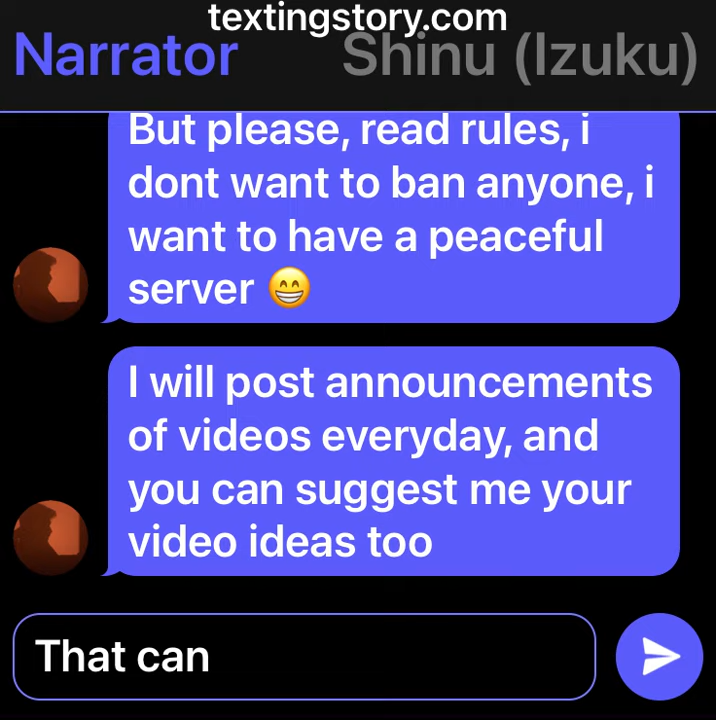 textingstory.com
Narrator Shinu (Izuku)
But please, read rules, i
dont want to ban anyone, i
want to have a peaceful
server 😁
I will post announcements
of videos everyday, and
you can suggest me your
video ideas too
That can